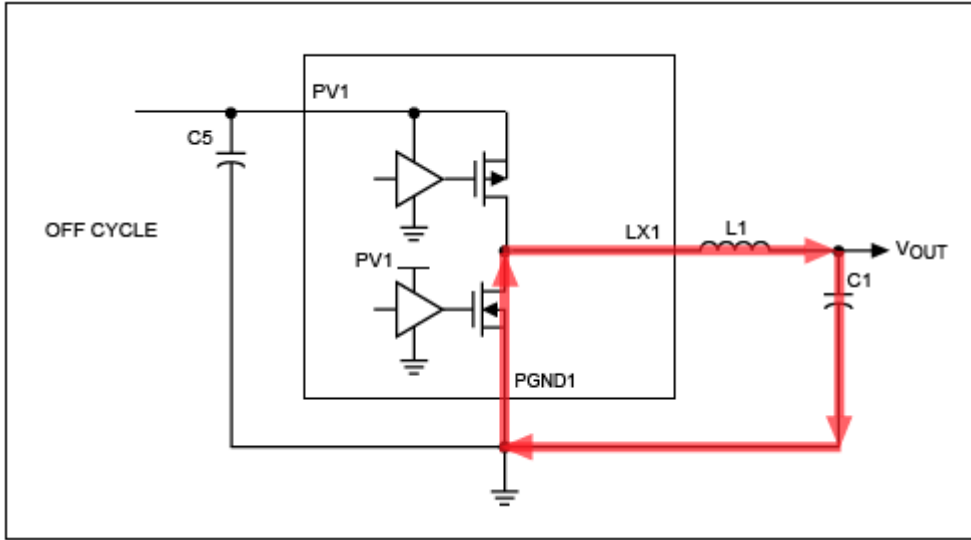 PV1
C5
OFF CYCLE
LX1
L1
VOUT
PV1
C1
PGND1